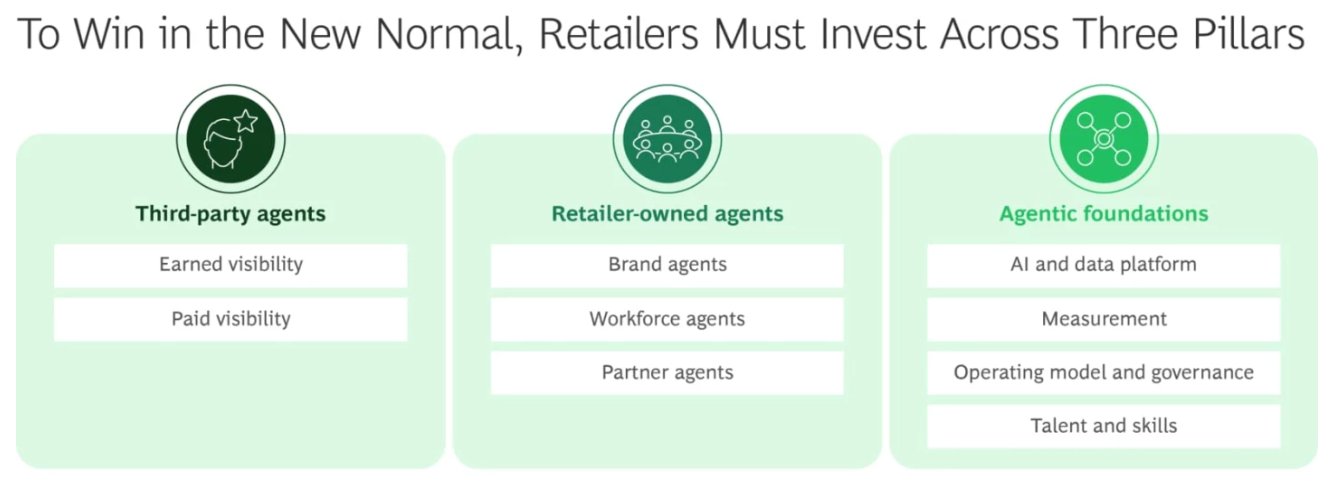 To Win in the New Normal, Retailers Must Invest Across Three Pillars
Third-party agents
Earned visibility
Paid visibility
Retailer-owned agents
Brand agents
Workforce agents
Partner agents
Agentic foundations
AI and data platform
Measurement
Operating model and governance
Talent and skills